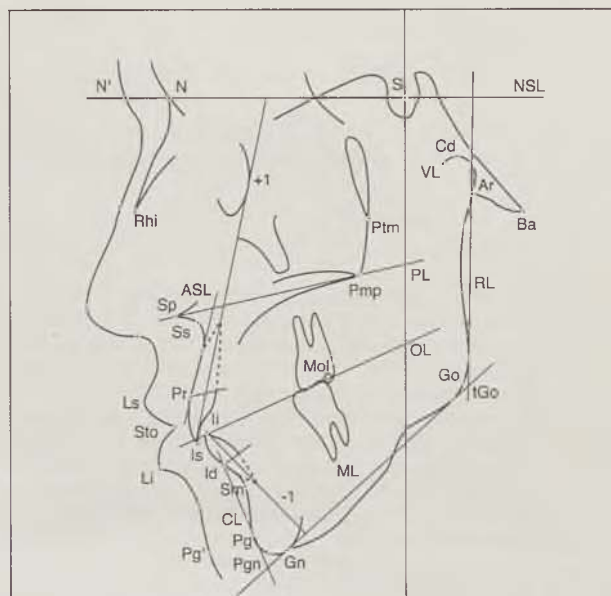 N' N S NSL
Cd
VL
+1 Ar
Rhi Ptm Ba
PL
ASL Pmp RL
Sp
Ss
OL
Mol
Go
Pr tGo
Ls
Ii
Sto
Is
Id
Li ML
Sm
-1
CL
Pg
Pg' Pgn Gn